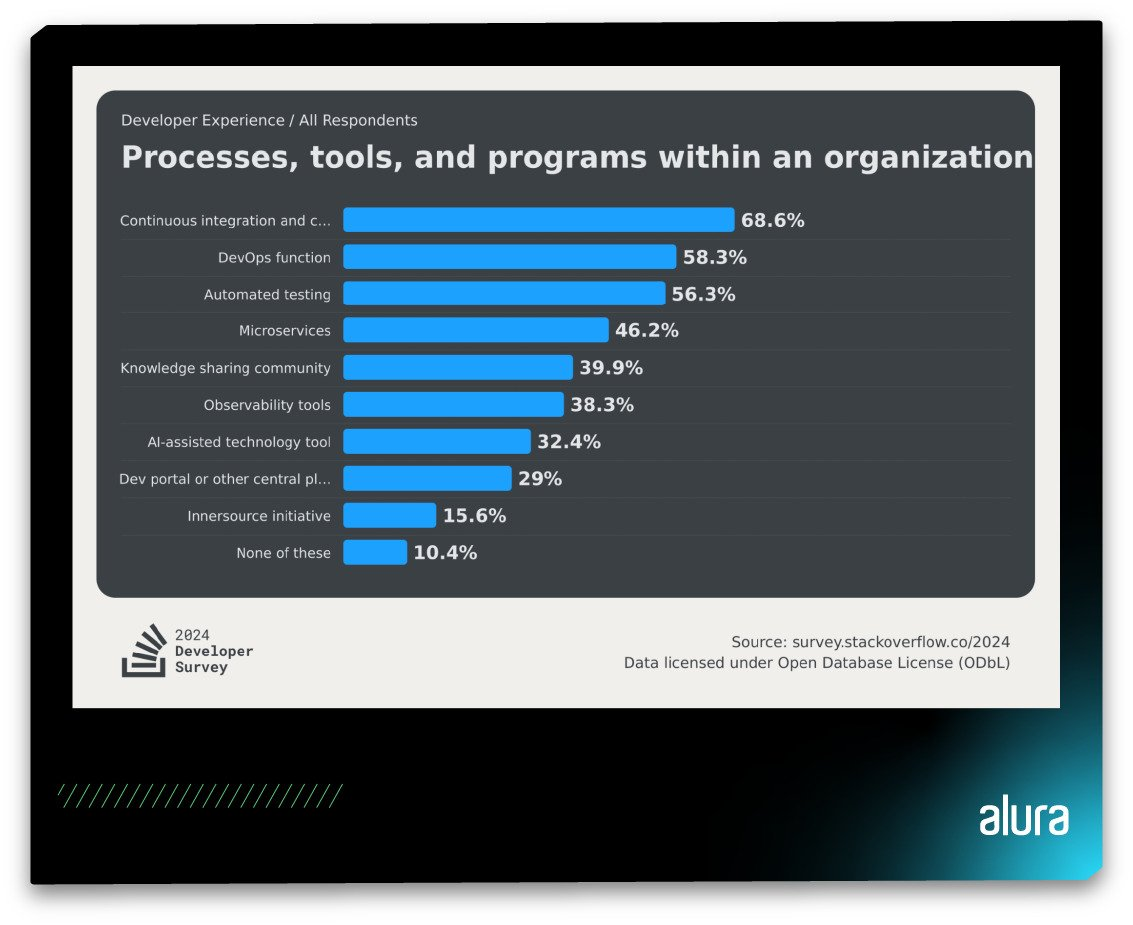 Developer Experience / All Respondents
Processes, tools, and programs within an organization
Continuous integration and c... 68.6%
DevOps function 58.3%
Automated testing 56.3%
Microservices 46.2%
Knowledge sharing community 39.9%
Observability tools 38.3%
AI-assisted technology tool 32.4%
Dev portal or other central pl... 29%
Innersource initiative 15.6%
None of these 10.4%
2024
Developer
Survey
Source: survey.stackoverflow.co/2024
Data licensed under Open Database License (ODbL)
alura